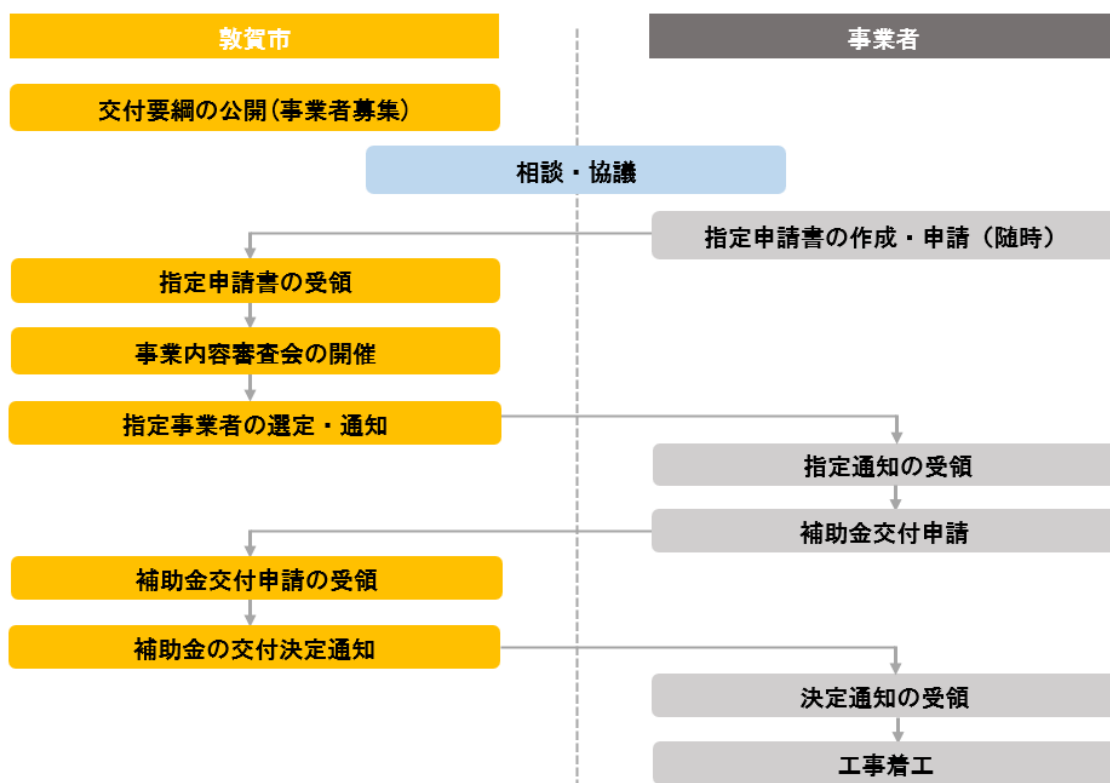 敦賀市
事業者
交付要綱の公開(事業者募集)
相談・協議
指定申請書の作成・申請（随時）
指定申請書の受領
事業内容審査会の開催
指定事業者の選定・通知
指定通知の受領
補助金交付申請
補助金交付申請の受領
補助金の交付決定通知
決定通知の受領
工事着工